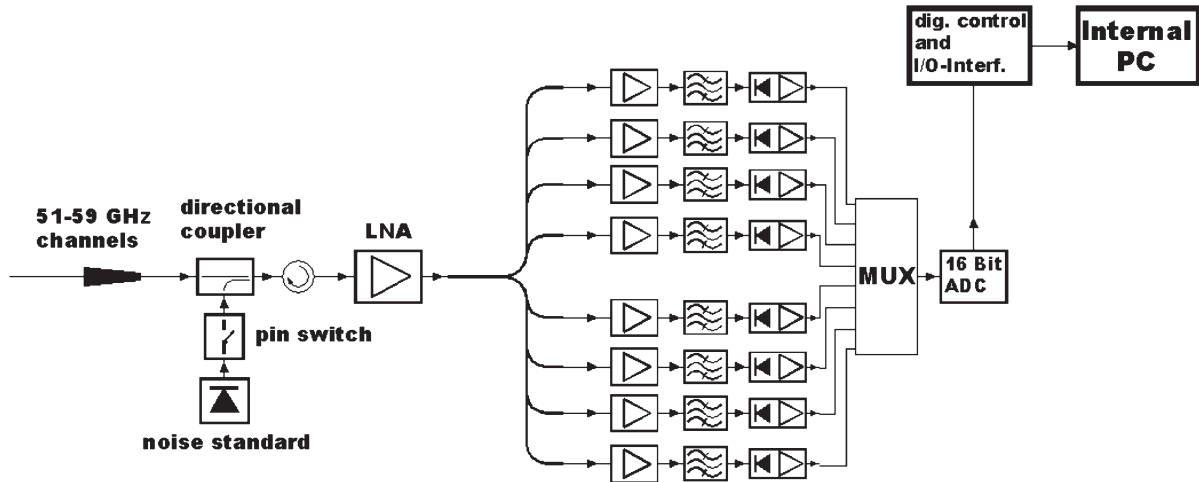 51-59 GHz
channels
directional
coupler
pin switch
noise standard
LNA
MUX
16 Bit
ADC
dig. control
and
I/O-Interf.
Internal
PC